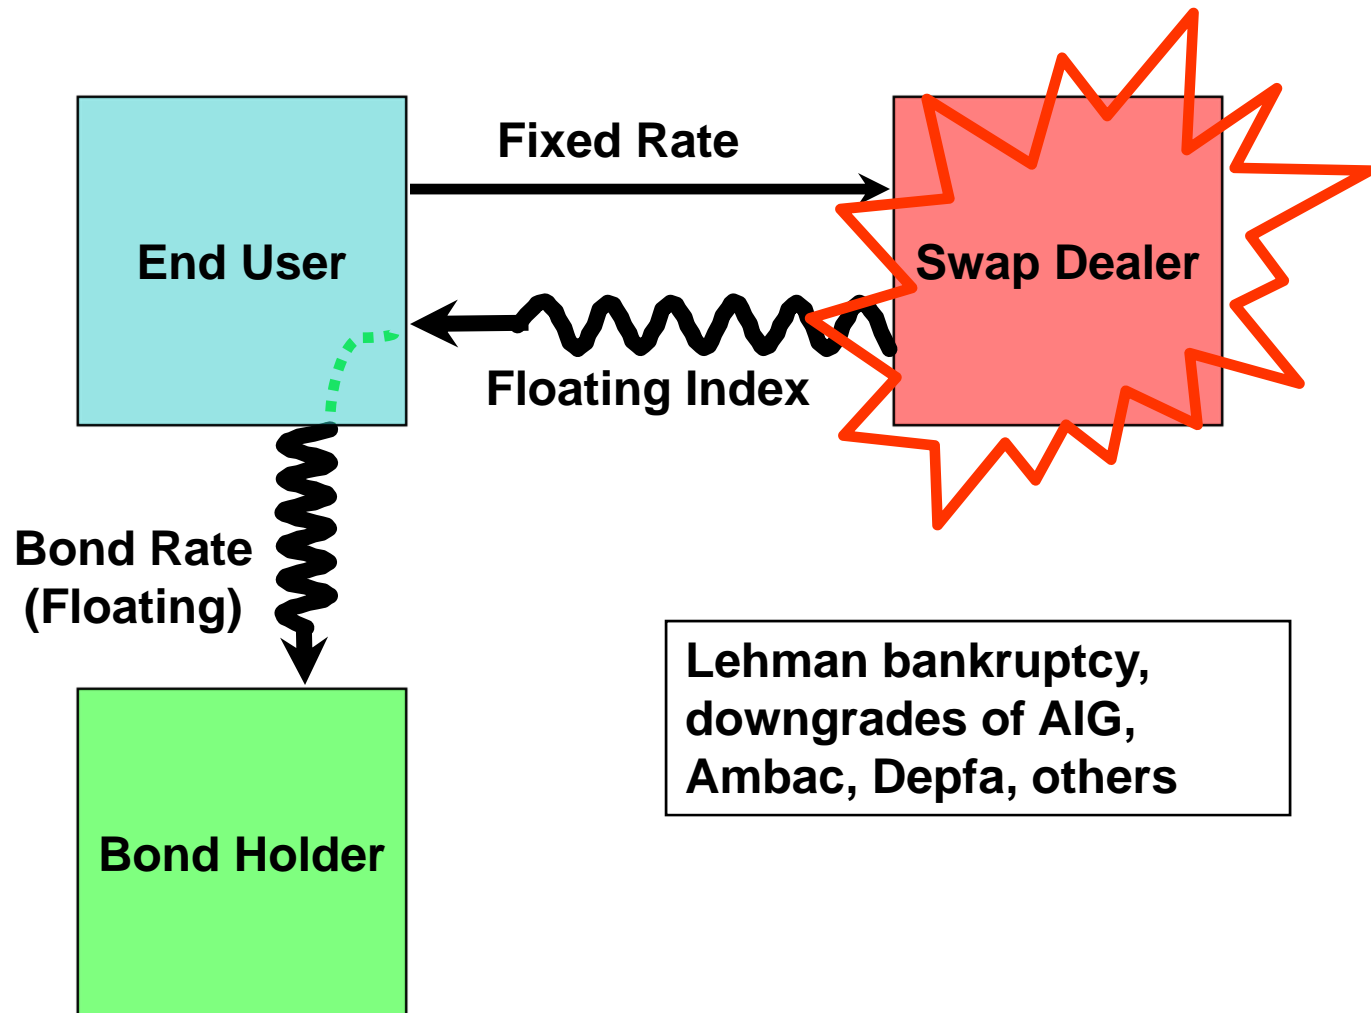 Fixed Rate
End User
Swap Dealer
Floating Index
Bond Rate
(Floating)
Lehman bankruptcy,
downgrades of AIG,
Ambac, Depfa, others
Bond Holder